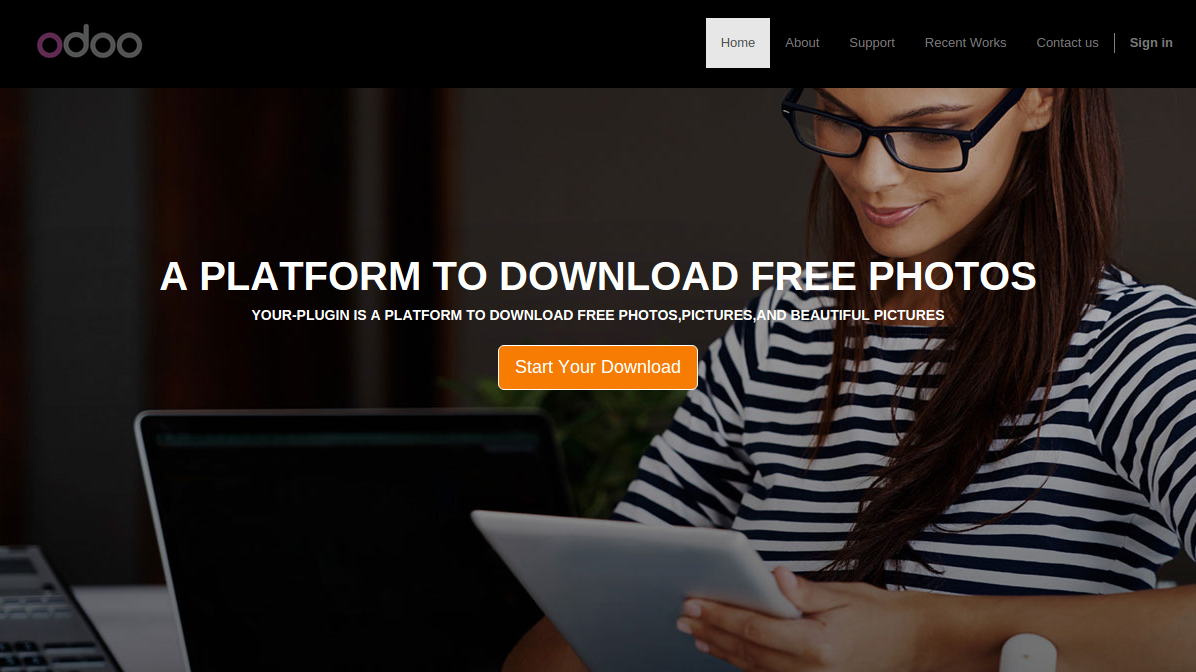 odoo
Home About Support Recent Works Contact us Sign in
A PLATFORM TO DOWNLOAD FREE PHOTOS
YOUR-PLUGIN IS A PLATFORM TO DOWNLOAD FREE PHOTOS,PICTURES,AND BEAUTIFUL PICTURES
Start Your Download